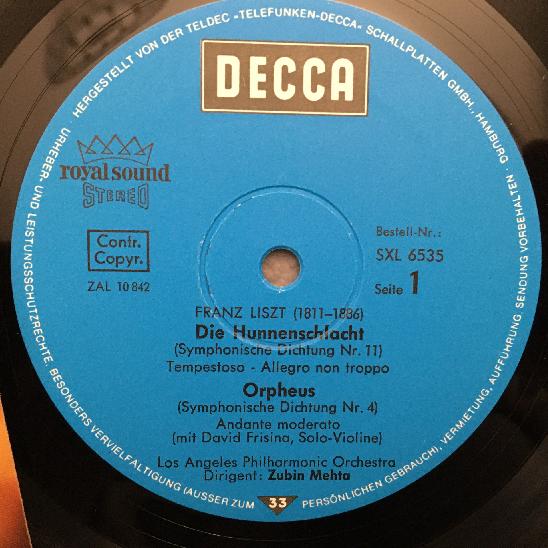 URHEBER- UND LEISTUNGSSCHUTZRECHTE, BESONDERS VERVIELFÄLTIGUNG (AUSSER ZUM PERSÖNLICHEN GEBRAUCH), VERMIETUNG, AUFFÜHRUNG, SENDUNG VORBEHALTEN
· HERGESTELLT VON DER TELDEC »TELEFUNKEN-DECCA« SCHALLPLATTEN GMBH., HAMBURG ·
DECCA
royal sound
STEREO
Contr.
Copyr.
ZAL 10 842
Bestell-Nr.:
SXL 6535
Seite 1
FRANZ LISZT (1811-1886)
Die Hunnenschlacht
(Symphonische Dichtung Nr. 11)
Tempestoso - Allegro non troppo
Orpheus
(Symphonische Dichtung Nr. 4)
Andante moderato
(mit David Frisina, Solo-Violine)
Los Angeles Philharmonic Orchestra
Dirigent: Zubin Mehta
33